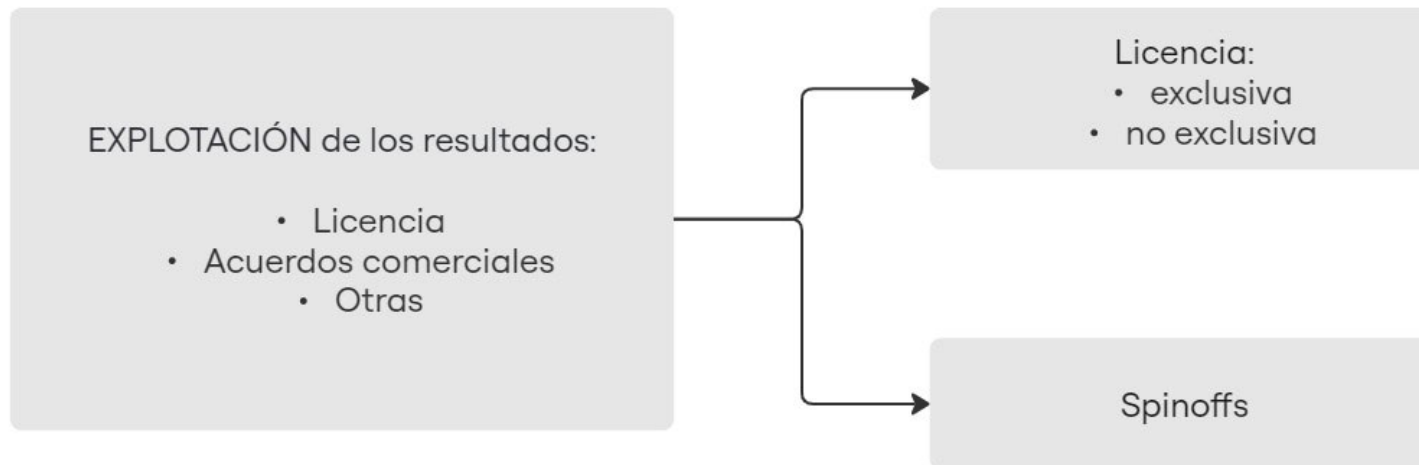 EXPLOTACIÓN de los resultados:
• Licencia
• Acuerdos comerciales
• Otras
Licencia:
• exclusiva
• no exclusiva
Spinoffs